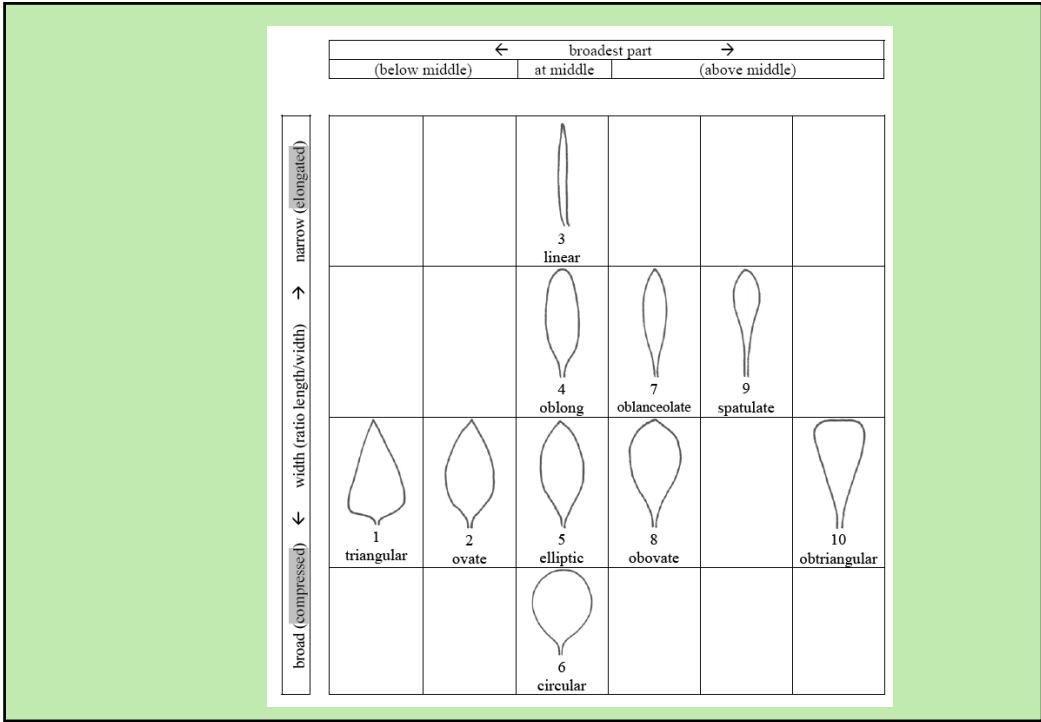 ← broadest part →
(below middle) at middle (above middle)
broad (compressed) ← width (ratio length/width) → narrow (elongated)
3
linear
4 7 9
oblong oblanceolate spatulate
1 2 5 8 10
triangular ovate elliptic obovate obtriangular
6
circular